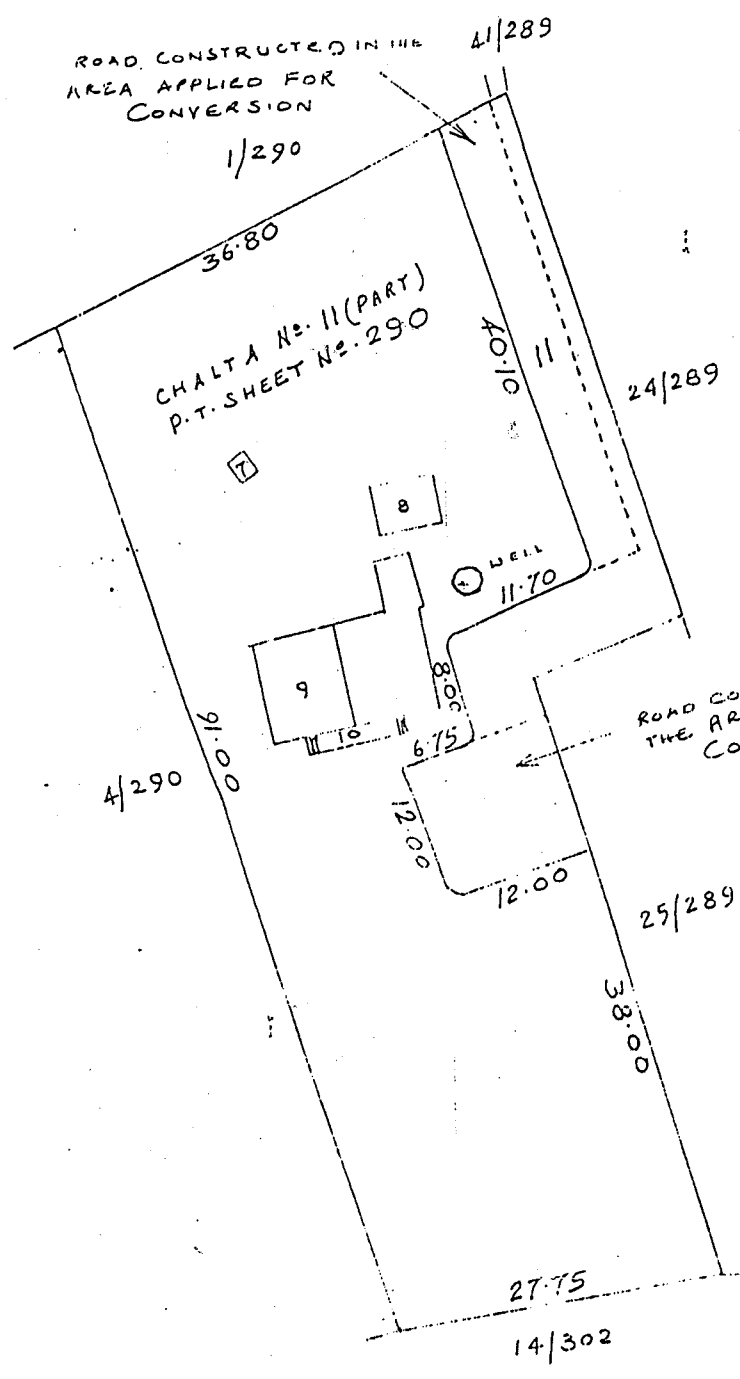 ROAD CONSTRUCTED IN THE
AREA APPLIED FOR
CONVERSION
41/289
1/290
36.80
CHALTA Nº. 11 (PART)
P.T. SHEET Nº. 290
40.10
11
24/289
7
8
WELL
11.70
9
10
8.00
6.75
ROAD CO
THE AR
CO
91.00
4/290
12.00
12.00
25/289
38.00
27.75
14/302